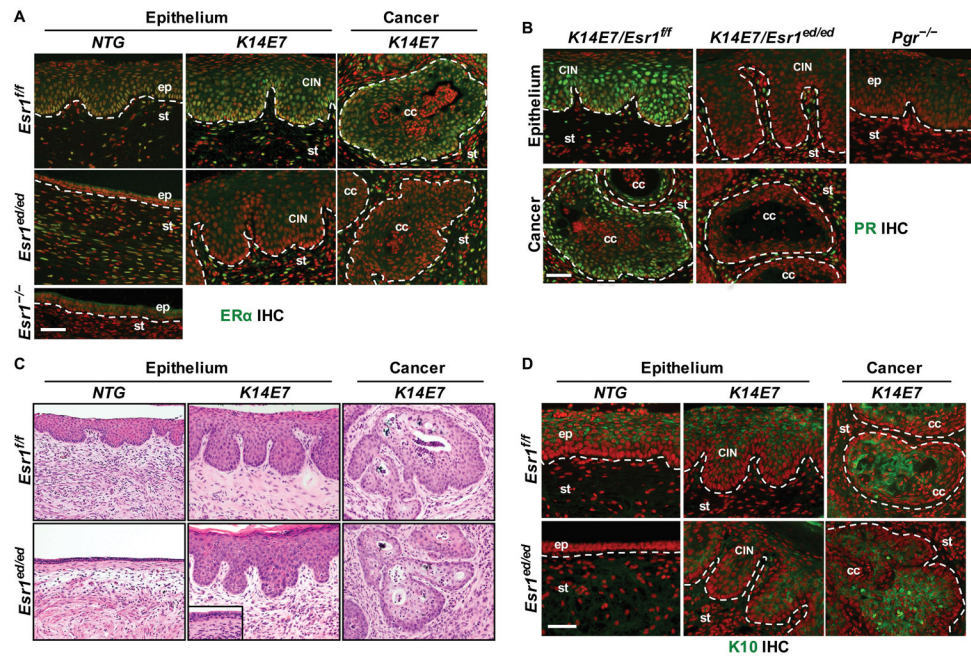 A
Epithelium
Cancer
NTG
K14E7
K14E7
Esr1f/f
ep
st
CIN
st
cc
st
Esr1ed/ed
ep
st
CIN
st
cc
cc
st
Esr1–/–
ep
st
ERα IHC
B
K14E7/Esr1f/f
K14E7/Esr1ed/ed
Pgr–/–
Epithelium
CIN
st
CIN
st
ep
st
Cancer
cc
st
cc
st
cc
cc
PR IHC
C
Epithelium
Cancer
NTG
K14E7
K14E7
Esr1f/f
Esr1ed/ed
D
Epithelium
Cancer
NTG
K14E7
K14E7
Esr1f/f
ep
st
CIN
st
cc
st
cc
Esr1ed/ed
ep
st
CIN
st
st
cc
K10 IHC